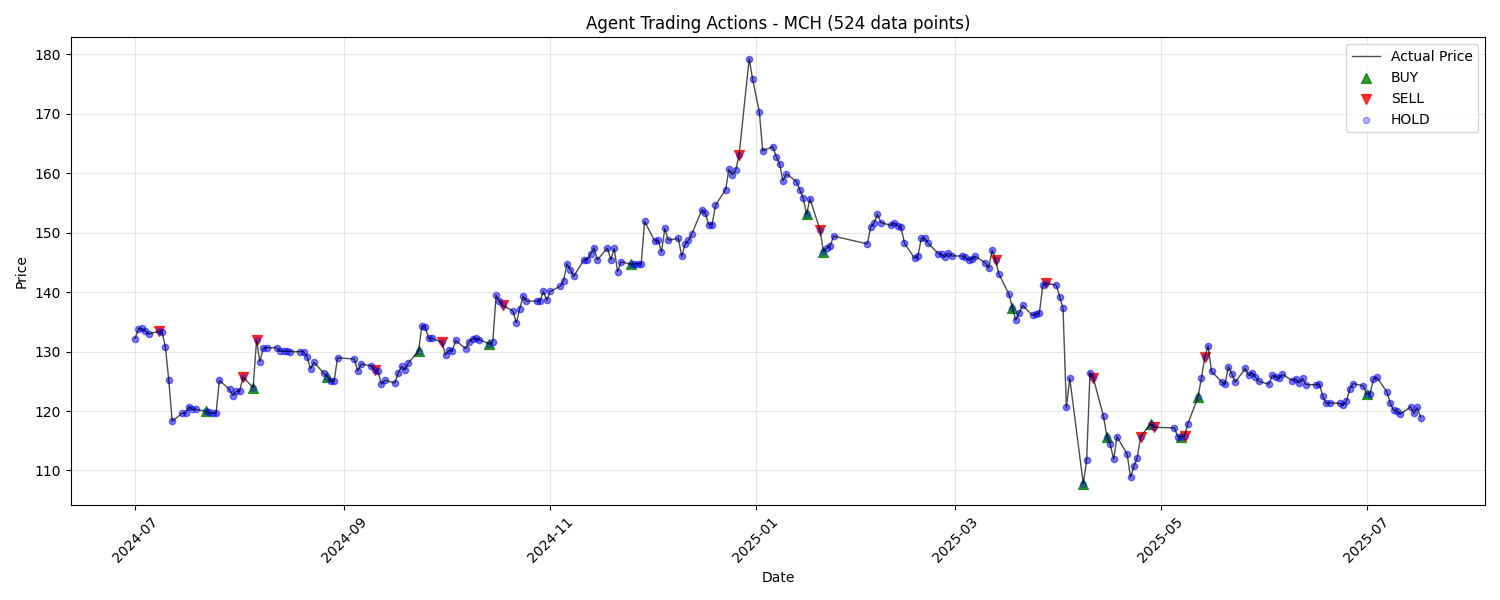 Agent Trading Actions - MCH (524 data points)
Actual Price
BUY
SELL
HOLD
Price
180
170
160
150
140
130
120
110
2024-07
2024-09
2024-11
2025-01
2025-03
2025-05
2025-07
Date